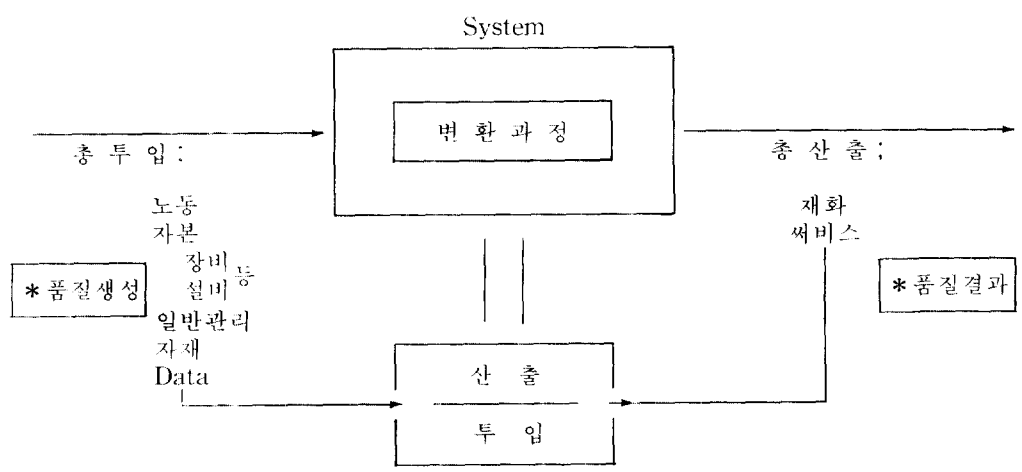 System
변환과정
총투입:
총산출;
노동
자본
장비
설비
등
일반관리
자재
Data
*품질생성
재화
써비스
*품질결과
산출
투입